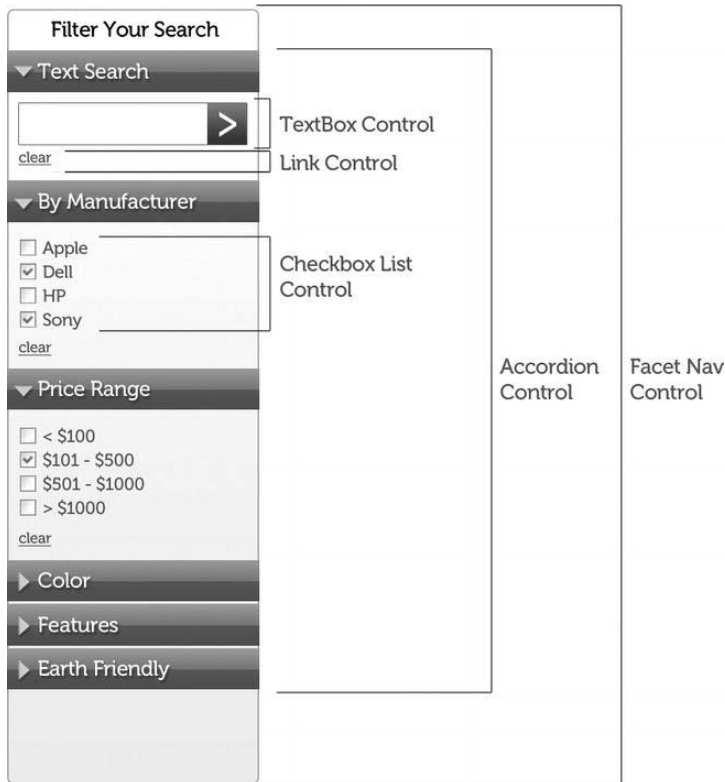 Filter Your Search
Text Search
>
TextBox Control
clear
Link Control
By Manufacturer
Apple
Dell
HP
Sony
Checkbox List
Control
clear
Price Range
Accordion
Control
Facet Nav
Control
< $100
$101 - $500
$501 - $1000
> $1000
clear
Color
Features
Earth Friendly